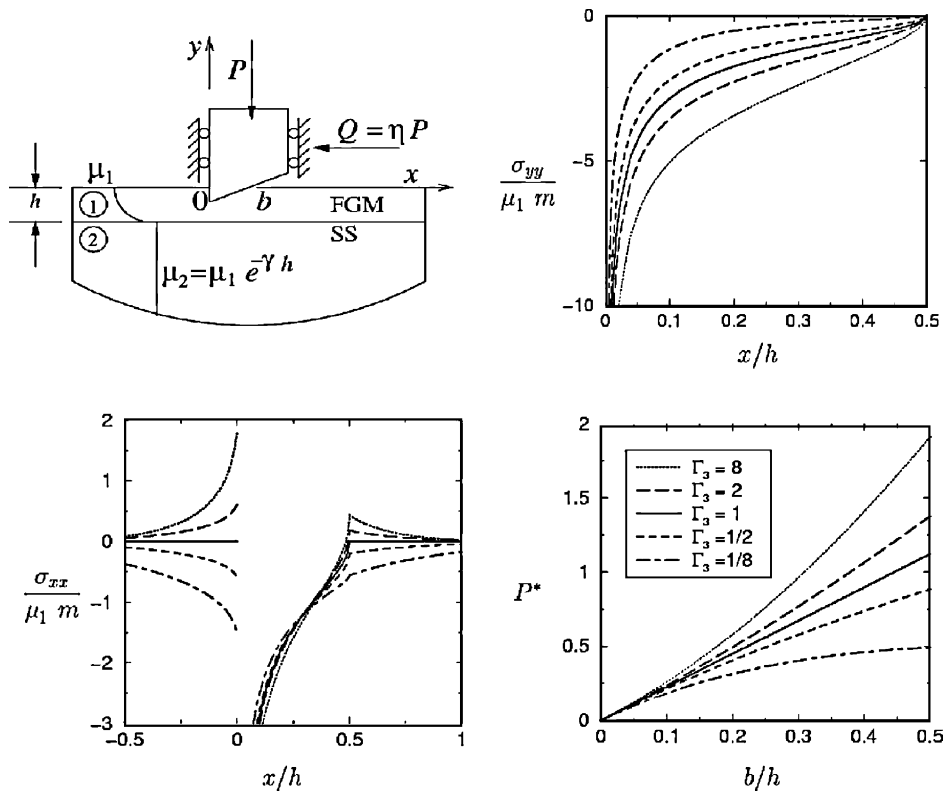 y
P
Q = η P
μ₁
x
h
0
b
①
FGM
②
SS
μ₂=μ₁ e^-γ h
0
-5
-10
σyy
μ₁ m
0
0.1
0.2
0.3
0.4
0.5
x/h
2
1
0
-1
-2
-3
σxx
μ₁ m
-0.5
0
0.5
1
x/h
2
1.5
1
0.5
0
P*
Γ₃ = 8
Γ₃ = 2
Γ₃ = 1
Γ₃ =1/2
Γ₃ =1/8
0
0.1
0.2
0.3
0.4
0.5
b/h